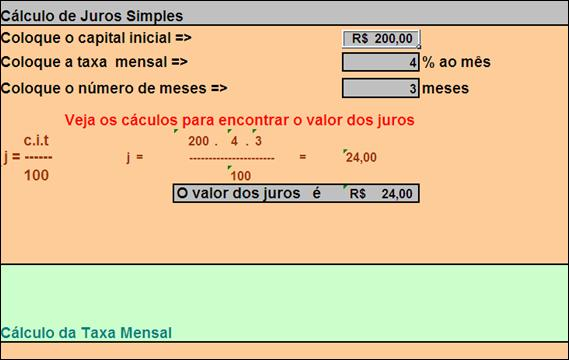 Cálculo de Juros Simples
Coloque o capital inicial => R$ 200,00
Coloque a taxa mensal => 4 % ao mês
Coloque o número de meses => 3 meses
Veja os cáculos para encontrar o valor dos juros
c.i.t 200 . 4 . 3
j = ------ j = ---------------------- = 24,00
100 100
O valor dos juros é R$ 24,00
Cálculo da Taxa Mensal